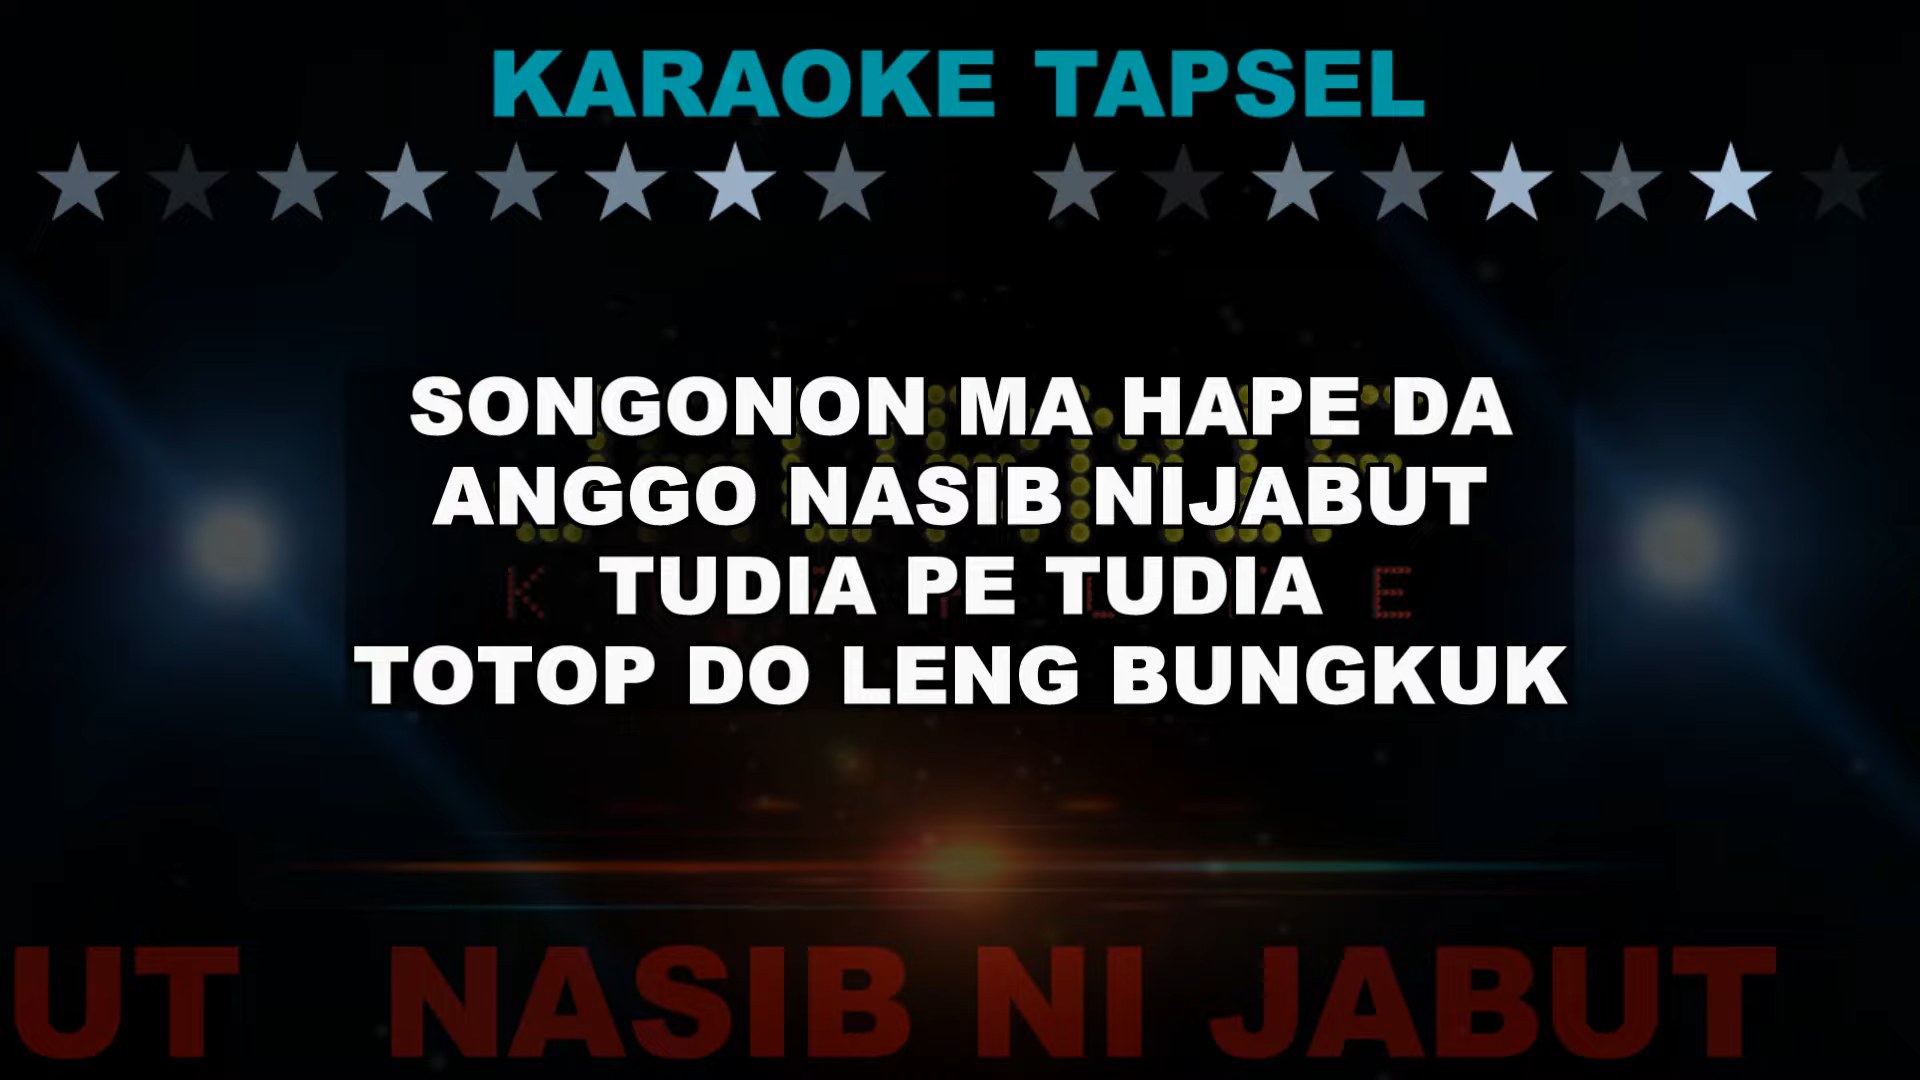 KARAOKE TAPSEL
SONGONON MA HAPE DA
ANGGO NASIB NIJABUT
TUDIA PE TUDIA
TOTOP DO LENG BUNGKUK
UT NASIB NI JABUT